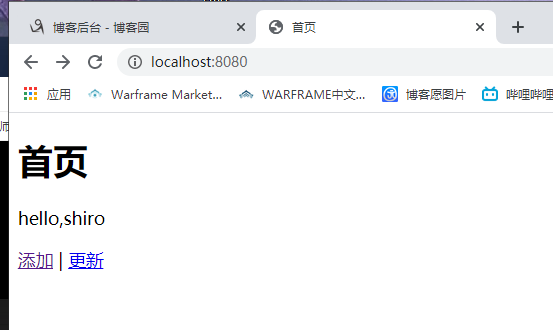 博客后台 - 博客园
首页
localhost:8080
应用
Warframe Market...
WARFRAME中文...
博客愿图片
哔哩哔哩
师
首页
hello,shiro
添加 | 更新